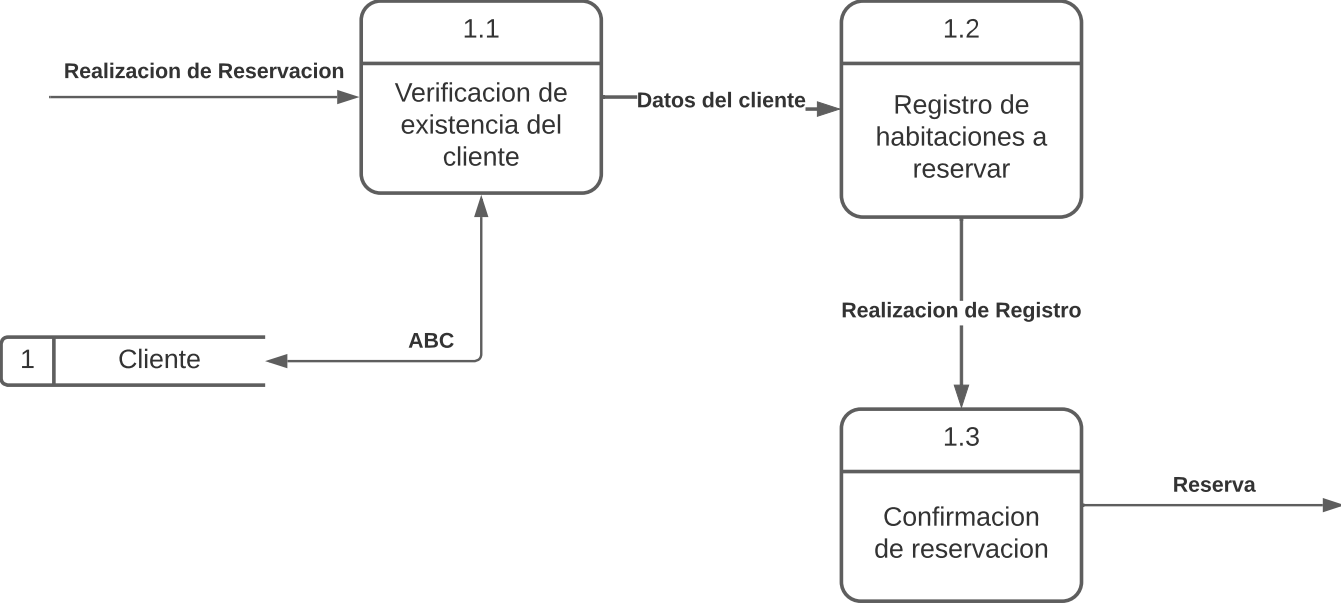 1.1
1.2
Realizacion de Reservacion
Verificacion de
existencia del
cliente
Datos del cliente
Registro de
habitaciones a
reservar
Realizacion de Registro
ABC
1
Cliente
1.3
Confirmacion
de reservacion
Reserva